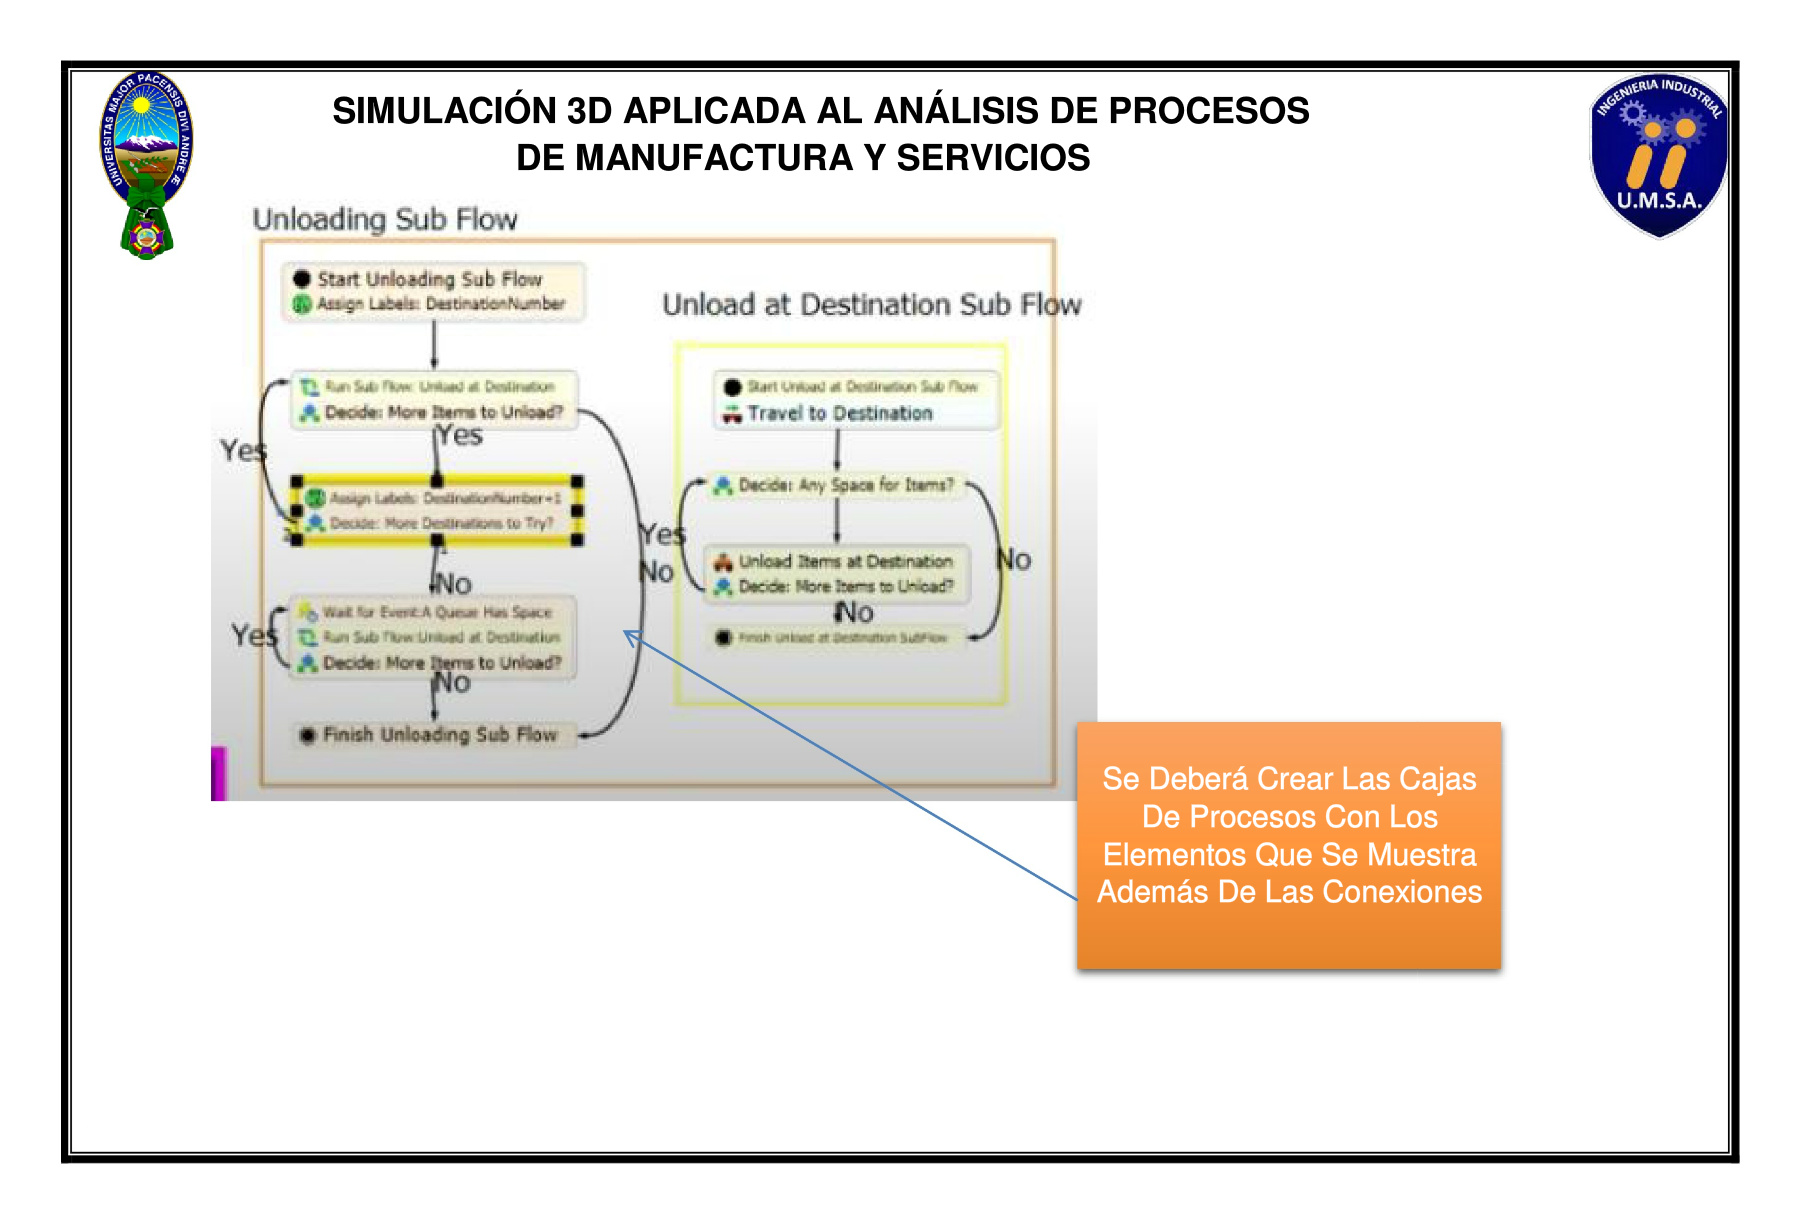 UNIVERSITAS MAJOR PACENSIS DIVI ANDRE Æ
SIMULACIÓN 3D APLICADA AL ANÁLISIS DE PROCESOS
DE MANUFACTURA Y SERVICIOS
INGENIERIA INDUSTRIAL
U.M.S.A.
Unloading Sub Flow
Start Unloading Sub Flow
Assign Labels: DestinationNumber
Run Sub Flow: Unload at Destination
Decide: More Items to Unload?
Yes
Yes
Assign Labels: DestinationNumber+1
Decide: More Destinations to Try?
2
1
No
Wait for Event:A Queue Has Space
Run Sub Flow:Unload at Destination
Decide: More Items to Unload?
Yes
No
Finish Unloading Sub Flow
No
Unload at Destination Sub Flow
Start Unload at Destination Sub Flow
Travel to Destination
Decide: Any Space for Items?
Yes
Unload Items at Destination
Decide: More Items to Unload?
No
No
Finish Unload at Destination SubFlow
Se Deberá Crear Las Cajas
De Procesos Con Los
Elementos Que Se Muestra
Además De Las Conexiones